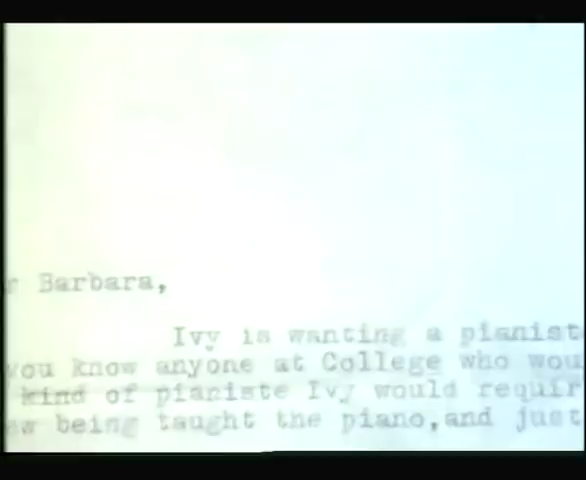 r Barbara,
Ivy is wanting a pianist
you know anyone at College who wou
kind of pianiste Ivy would requir
ew being taught the piano,and just